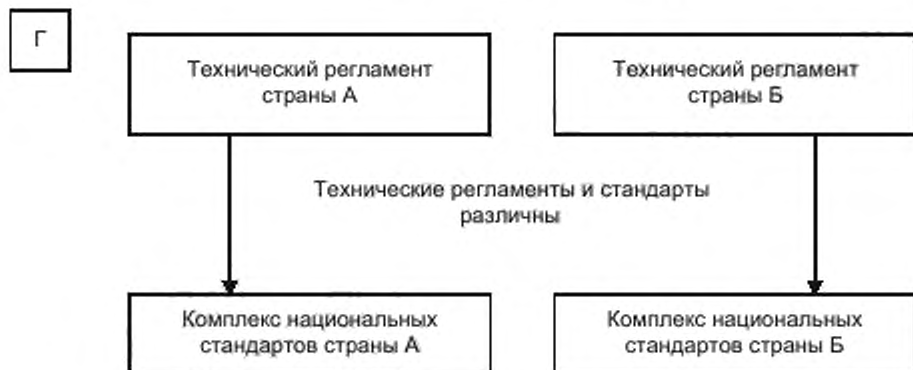 Г
Технический регламент
страны А
Технический регламент
страны Б
Технические регламенты и стандарты
различны
Комплекс национальных
стандартов страны А
Комплекс национальных
стандартов страны Б